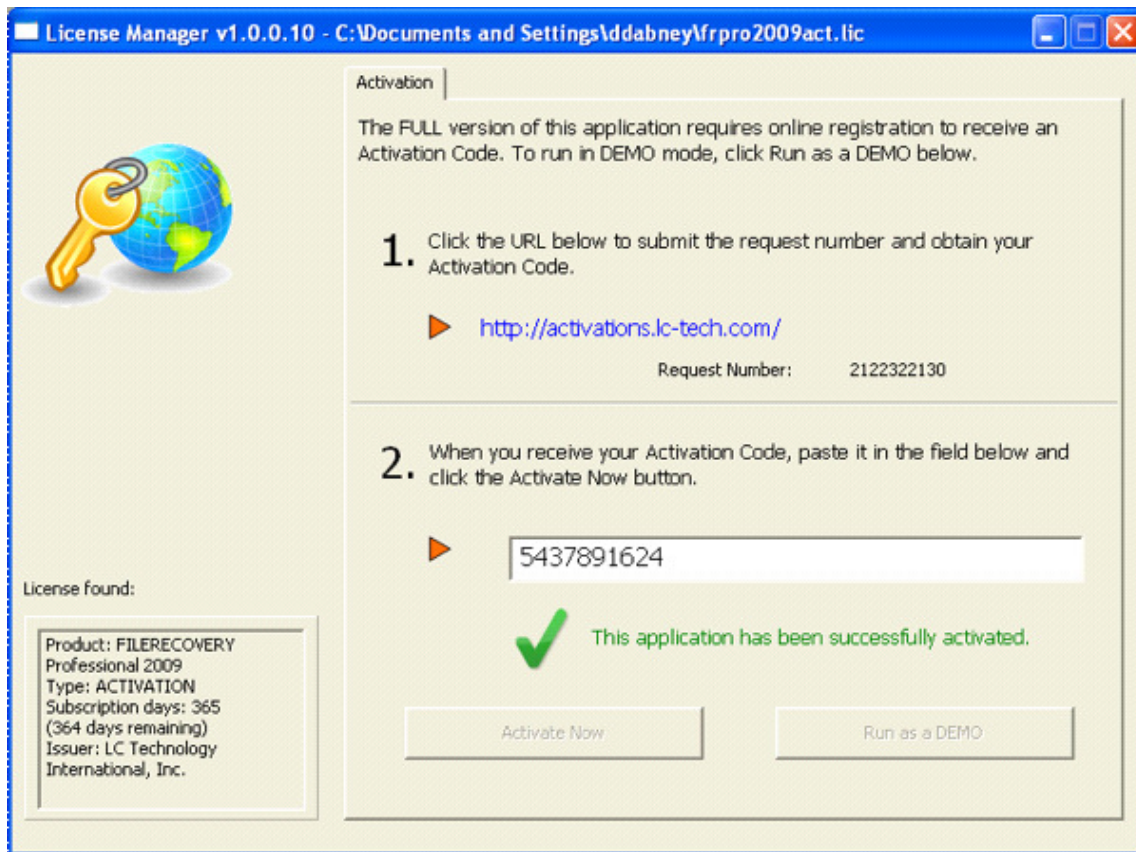 License Manager v1.0.0.10 - C:\Documents and Settings\ddabney\frpro2009act.lic
Activation
The FULL version of this application requires online registration to receive an
Activation Code. To run in DEMO mode, click Run as a DEMO below.
1. Click the URL below to submit the request number and obtain your
Activation Code.
http://activations.lc-tech.com/
Request Number: 2122322130
2. When you receive your Activation Code, paste it in the field below and
click the Activate Now button.
5437891624
This application has been successfully activated.
Activate Now
Run as a DEMO
License found:
Product: FILERECOVERY
Professional 2009
Type: ACTIVATION
Subscription days: 365
(364 days remaining)
Issuer: LC Technology
International, Inc.